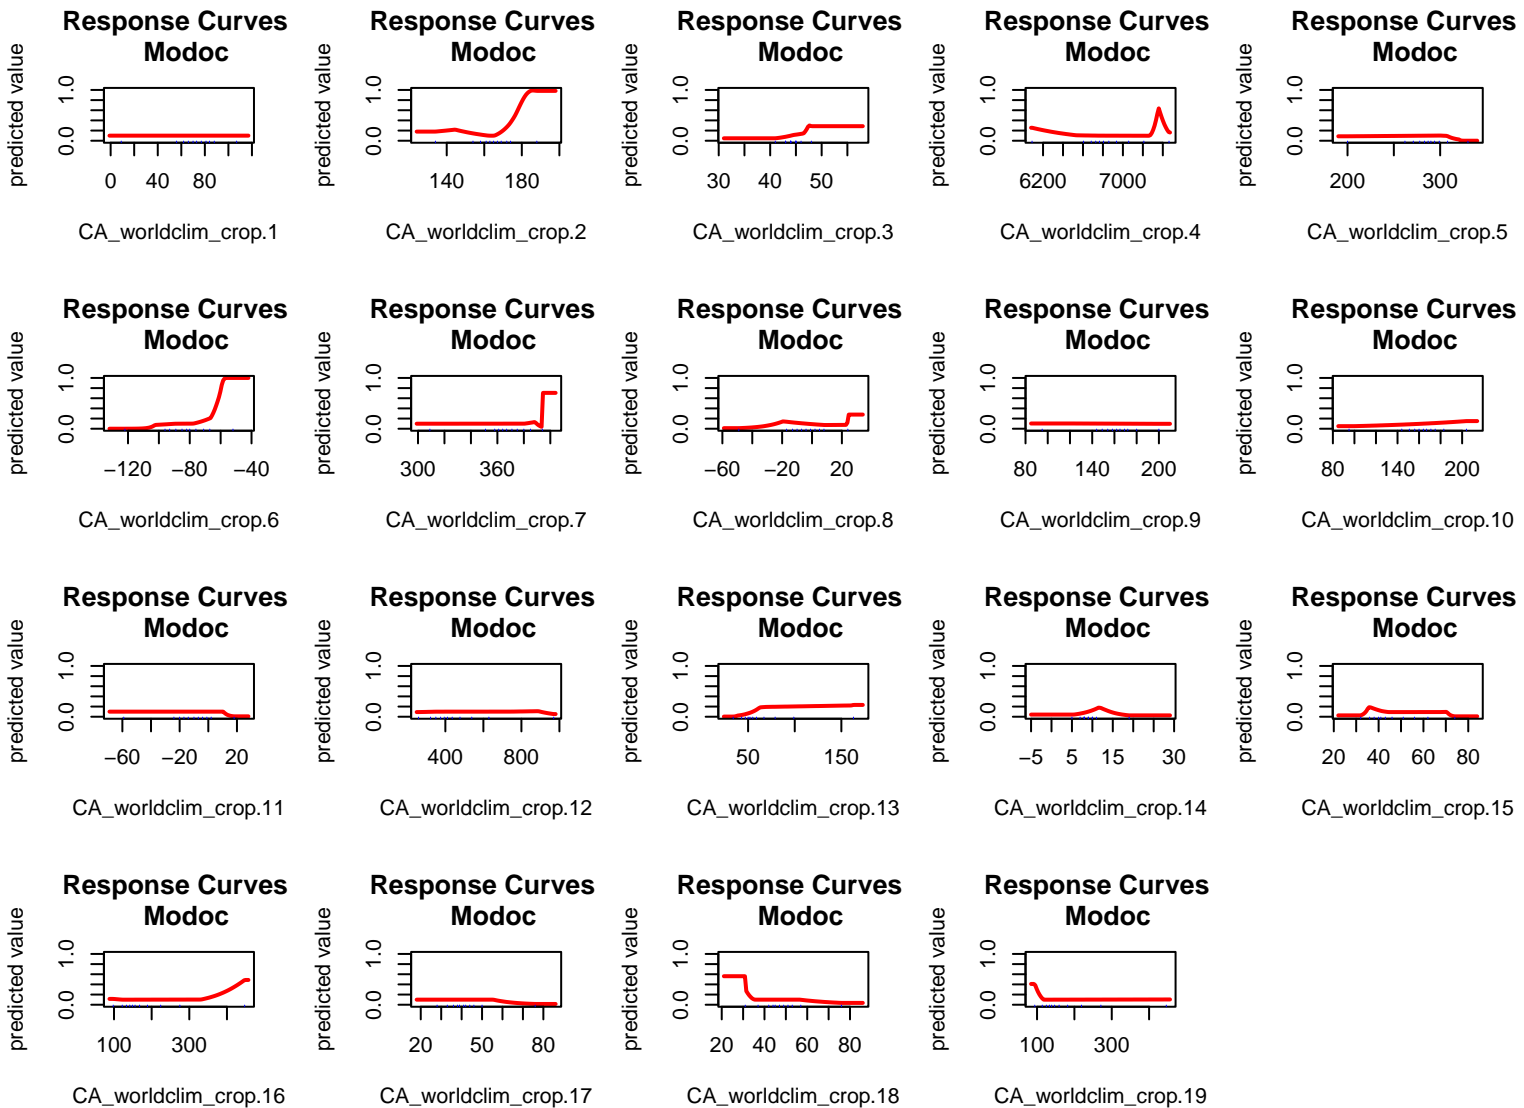 Response Curves
Modoc
predicted value
0.0 1.0
0 40 80
CA_worldclim_crop.1
Response Curves
Modoc
predicted value
0.0 1.0
140 180
CA_worldclim_crop.2
Response Curves
Modoc
predicted value
0.0 1.0
30 40 50
CA_worldclim_crop.3
Response Curves
Modoc
predicted value
0.0 1.0
6200 7000
CA_worldclim_crop.4
Response Curves
Modoc
predicted value
0.0 1.0
200 300
CA_worldclim_crop.5
Response Curves
Modoc
predicted value
0.0 1.0
−120 −80 −40
CA_worldclim_crop.6
Response Curves
Modoc
predicted value
0.0 1.0
300 360
CA_worldclim_crop.7
Response Curves
Modoc
predicted value
0.0 1.0
−60 −20 20
CA_worldclim_crop.8
Response Curves
Modoc
predicted value
0.0 1.0
80 140 200
CA_worldclim_crop.9
Response Curves
Modoc
predicted value
0.0 1.0
80 140 200
CA_worldclim_crop.10
Response Curves
Modoc
predicted value
0.0 1.0
−60 −20 20
CA_worldclim_crop.11
Response Curves
Modoc
predicted value
0.0 1.0
400 800
CA_worldclim_crop.12
Response Curves
Modoc
predicted value
0.0 1.0
50 150
CA_worldclim_crop.13
Response Curves
Modoc
predicted value
0.0 1.0
−5 5 15 30
CA_worldclim_crop.14
Response Curves
Modoc
predicted value
0.0 1.0
20 40 60 80
CA_worldclim_crop.15
Response Curves
Modoc
predicted value
0.0 1.0
100 300
CA_worldclim_crop.16
Response Curves
Modoc
predicted value
0.0 1.0
20 50 80
CA_worldclim_crop.17
Response Curves
Modoc
predicted value
0.0 1.0
20 40 60 80
CA_worldclim_crop.18
Response Curves
Modoc
predicted value
0.0 1.0
100 300
CA_worldclim_crop.19